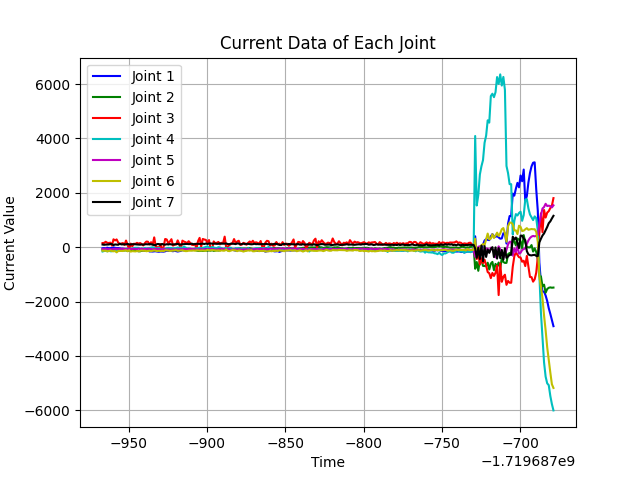 Current Data of Each Joint
Joint 1
Joint 2
Joint 3
Joint 4
Joint 5
Joint 6
Joint 7
Current Value
6000
4000
2000
0
−2000
−4000
−6000
−950
−900
−850
−800
−750
−700
Time
−1.719687e9